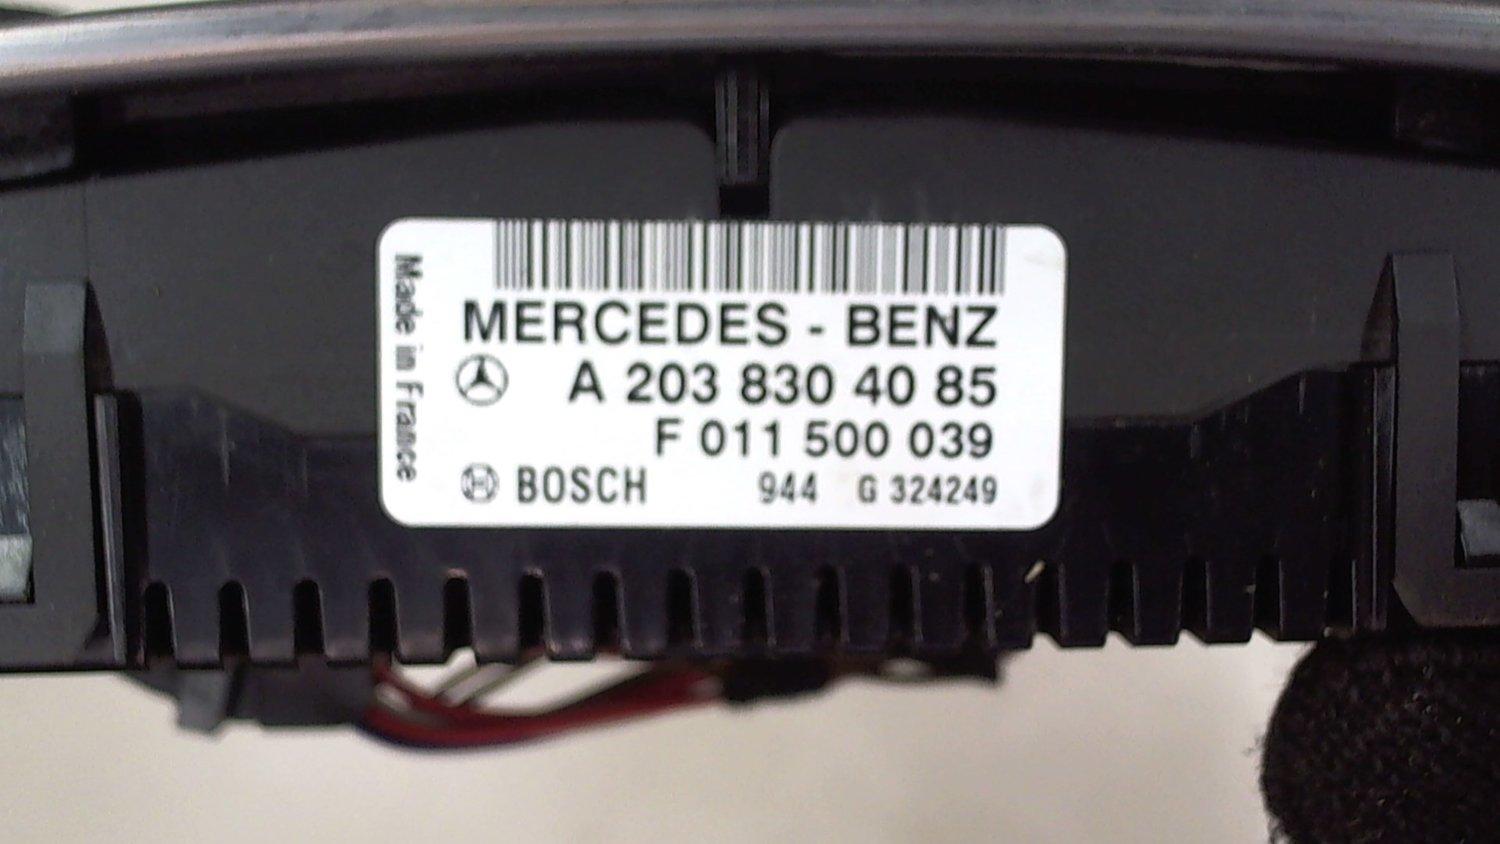 Made in France
MERCEDES - BENZ
A 203 830 40 85
F 011 500 039
BOSCH 944 G 324249